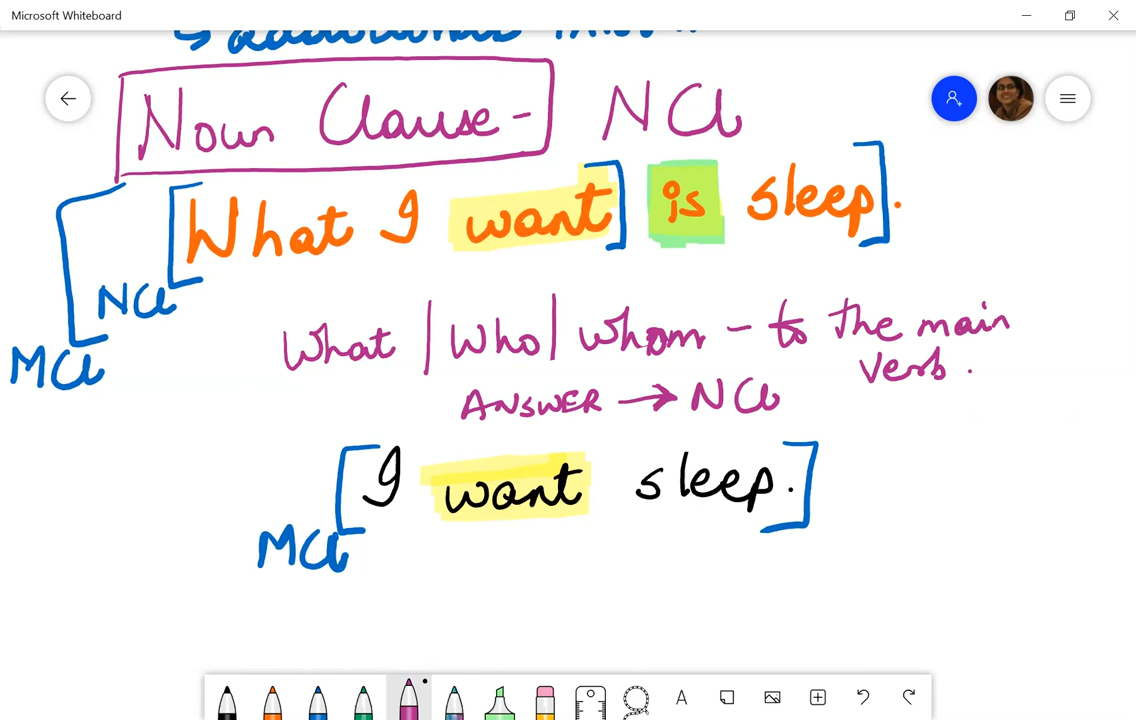 Microsoft Whiteboard
Noun Clause - NCl
[What I want] is sleep].
NCl
MCl
What | Who | whom - to the main
verb.
ANSWER → NCl
[I want sleep.]
MCl
A